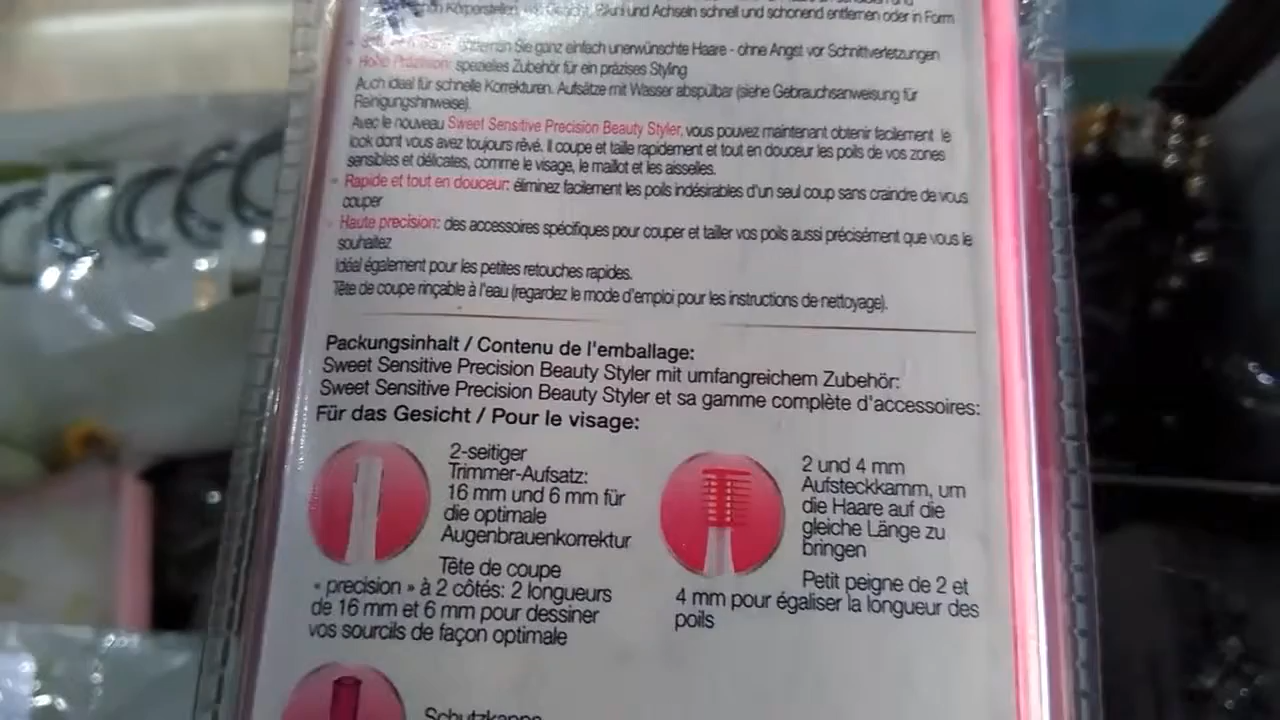 Körperstellen, Gesicht, Bikini und Achseln schnell und schonend entfernen oder in Form
Sie ganz einfach unerwünschte Haare - ohne Angst vor Schnittverletzungen
Hohe Präzision: spezielles Zubehör für ein präzises Styling
Auch ideal für schnelle Korrekturen. Aufsätze mit Wasser abspülbar (siehe Gebrauchsanweisung für
Reinigungshinweise).
Avec le nouveau Sweet Sensitive Precision Beauty Styler, vous pouvez maintenant obtenir facilement le
look dont vous avez toujours rêvé. Il coupe et taille rapidement et tout en douceur les poils de vos zones
sensibles et délicates, comme le visage, le maillot et les aisselles.
• Rapide et tout en douceur: éliminez facilement les poils indésirables d'un seul coup sans craindre de vous
couper
• Haute precision: des accessoires spécifiques pour couper et tailler vos poils aussi précisément que vous le
souhaitez
Idéal également pour les petites retouches rapides.
Tête de coupe rinçable à l'eau (regardez le mode d'emploi pour les instructions de nettoyage).
Packungsinhalt / Contenu de l'emballage:
Sweet Sensitive Precision Beauty Styler mit umfangreichem Zubehör:
Sweet Sensitive Precision Beauty Styler et sa gamme complète d'accessoires:
Für das Gesicht / Pour le visage:
2-seitiger
Trimmer-Aufsatz:
16 mm und 6 mm für
die optimale
Augenbrauenkorrektur
Tête de coupe
« precision » à 2 côtés: 2 longueurs
de 16 mm et 6 mm pour dessiner
vos sourcils de façon optimale
2 und 4 mm
Aufsteckkamm, um
die Haare auf die
gleiche Länge zu
bringen
Petit peigne de 2 et
4 mm pour égaliser la longueur des
poils
Schutzkappe